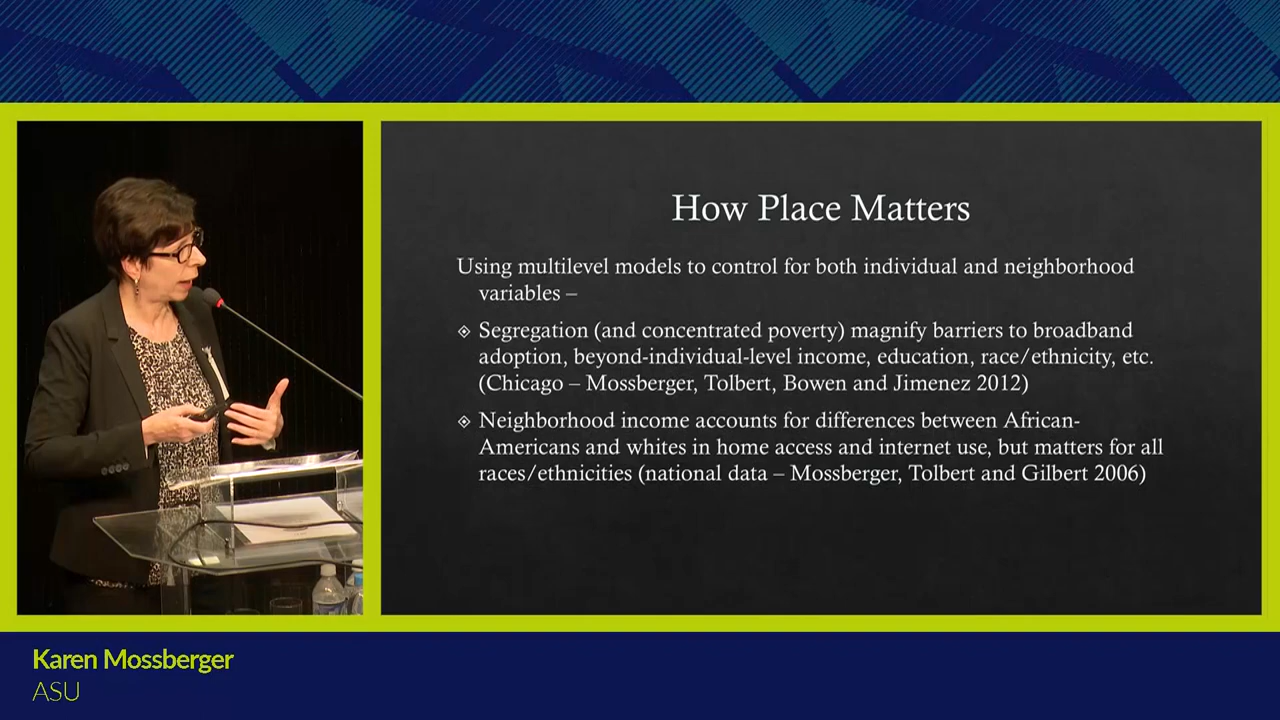 How Place Matters
Using multilevel models to control for both individual and neighborhood
variables –
Segregation (and concentrated poverty) magnify barriers to broadband
adoption, beyond-individual-level income, education, race/ethnicity, etc.
(Chicago – Mossberger, Tolbert, Bowen and Jimenez 2012)
Neighborhood income accounts for differences between African-
Americans and whites in home access and internet use, but matters for all
races/ethnicities (national data – Mossberger, Tolbert and Gilbert 2006)
Karen Mossberger
ASU